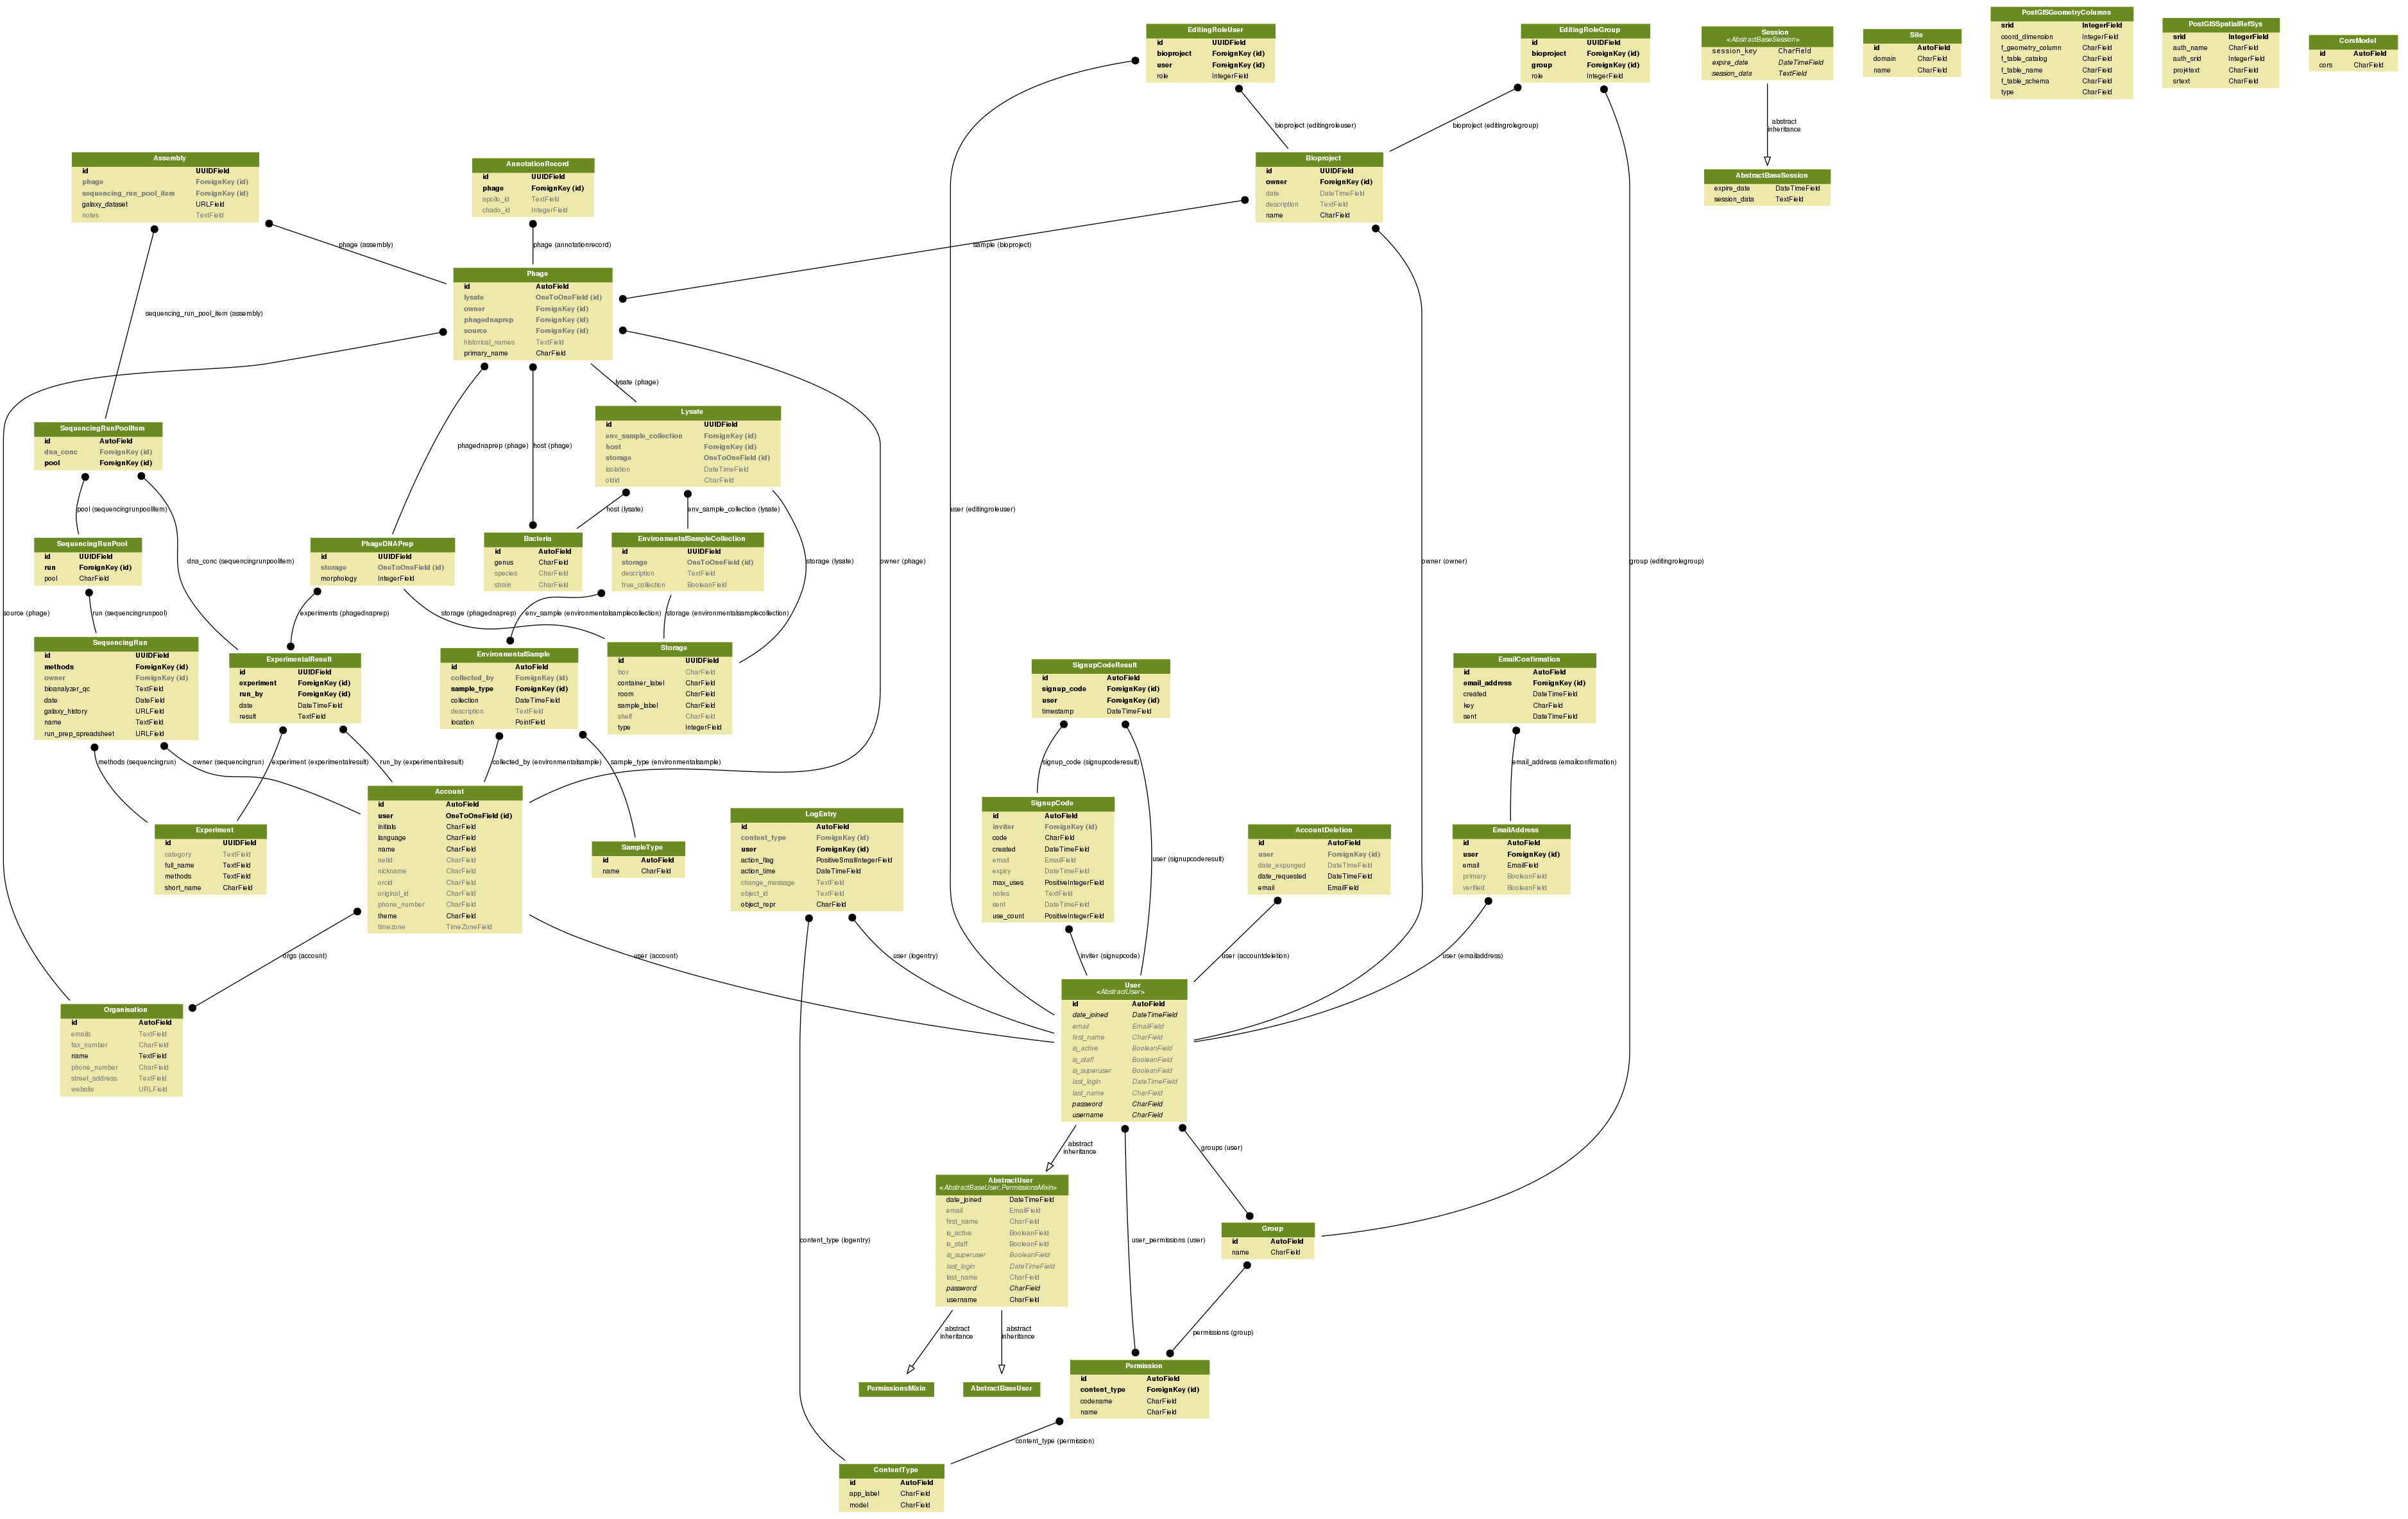 EditingRoleUser
id UUIDField
bioproject ForeignKey (id)
user ForeignKey (id)
role IntegerField
EditingRoleGroup
id UUIDField
bioproject ForeignKey (id)
group ForeignKey (id)
role IntegerField
Session
<AbstractBaseSession>
session_key CharField
expire_date DateTimeField
session_data TextField
Site
id AutoField
domain CharField
name CharField
PostGISGeometryColumns
srid IntegerField
coord_dimension IntegerField
f_geometry_column CharField
f_table_catalog CharField
f_table_name CharField
f_table_schema CharField
type CharField
PostGISSpatialRefSys
srid IntegerField
auth_name CharField
auth_srid IntegerField
proj4text CharField
srtext CharField
CorsModel
id AutoField
cors CharField
bioproject (editingroleuser)
bioproject (editingrolegroup)
abstract
inheritance
Assembly
id UUIDField
phage ForeignKey (id)
sequencing_run_pool_item ForeignKey (id)
galaxy_dataset URLField
notes TextField
AnnotationRecord
id UUIDField
phage ForeignKey (id)
apollo_id TextField
chado_id IntegerField
Bioproject
id UUIDField
owner ForeignKey (id)
date DateTimeField
description TextField
name CharField
AbstractBaseSession
expire_date DateTimeField
session_data TextField
phage (assembly)
phage (annotationrecord)
sample (bioproject)
Phage
id AutoField
lysate OneToOneField (id)
owner ForeignKey (id)
phagednaprep ForeignKey (id)
source ForeignKey (id)
historical_names TextField
primary_name CharField
sequencing_run_pool_item (assembly)
lysate (phage)
Lysate
id UUIDField
env_sample_collection ForeignKey (id)
host ForeignKey (id)
storage OneToOneField (id)
isolation DateTimeField
oldid CharField
SequencingRunPoolItem
id AutoField
dna_conc ForeignKey (id)
pool ForeignKey (id)
phagednaprep (phage)
host (phage)
pool (sequencingrunpoolitem)
host (lysate)
env_sample_collection (lysate)
user (editingroleuser)
SequencingRunPool
id UUIDField
run ForeignKey (id)
pool CharField
dna_conc (sequencingrunpoolitem)
PhageDNAPrep
id UUIDField
storage OneToOneField (id)
morphology IntegerField
Bacteria
id AutoField
genus CharField
species CharField
strain CharField
EnvironmentalSampleCollection
id UUIDField
storage OneToOneField (id)
description TextField
true_collection BooleanField
storage (lysate)
owner (phage)
owner (owner)
group (editingrolegroup)
source (phage)
run (sequencingrunpool)
experiments (phagednaprep)
storage (phagednaprep)
env_sample (environmentalsamplecollection)
storage (environmentalsamplecollection)
SequencingRun
id UUIDField
methods ForeignKey (id)
owner ForeignKey (id)
bioanalyzer_qc TextField
date DateField
galaxy_history URLField
name TextField
run_prep_spreadsheet URLField
ExperimentalResult
id UUIDField
experiment ForeignKey (id)
run_by ForeignKey (id)
date DateTimeField
result TextField
EnvironmentalSample
id AutoField
collected_by ForeignKey (id)
sample_type ForeignKey (id)
collection DateTimeField
description TextField
location PointField
Storage
id UUIDField
box CharField
container_label CharField
room CharField
sample_label CharField
shelf CharField
type IntegerField
SignupCodeResult
id AutoField
signup_code ForeignKey (id)
user ForeignKey (id)
timestamp DateTimeField
EmailConfirmation
id AutoField
email_address ForeignKey (id)
created DateTimeField
key CharField
sent DateTimeField
methods (sequencingrun)
owner (sequencingrun)
experiment (experimentalresult)
run_by (experimentalresult)
collected_by (environmentalsample)
sample_type (environmentalsample)
signup_code (signupcoderesult)
email_address (emailconfirmation)
Experiment
id UUIDField
category TextField
full_name TextField
methods TextField
short_name CharField
Account
id AutoField
user OneToOneField (id)
initials CharField
language CharField
name CharField
netid CharField
nickname CharField
orcid CharField
original_id CharField
phone_number CharField
theme CharField
timezone TimeZoneField
SampleType
id AutoField
name CharField
LogEntry
id AutoField
content_type ForeignKey (id)
user ForeignKey (id)
action_flag PositiveSmallIntegerField
action_time DateTimeField
change_message TextField
object_id TextField
object_repr CharField
SignupCode
id AutoField
inviter ForeignKey (id)
code CharField
created DateTimeField
email EmailField
expiry DateTimeField
max_uses PositiveIntegerField
notes TextField
sent DateTimeField
use_count PositiveIntegerField
user (signupcoderesult)
AccountDeletion
id AutoField
user ForeignKey (id)
date_expunged DateTimeField
date_requested DateTimeField
email EmailField
EmailAddress
id AutoField
user ForeignKey (id)
email EmailField
primary BooleanField
verified BooleanField
orgs (account)
user (account)
user (logentry)
inviter (signupcode)
user (accountdeletion)
user (emailaddress)
Organisation
id AutoField
emails TextField
fax_number CharField
name TextField
phone_number CharField
street_address TextField
website URLField
User
<AbstractUser>
id AutoField
date_joined DateTimeField
email EmailField
first_name CharField
is_active BooleanField
is_staff BooleanField
is_superuser BooleanField
last_login DateTimeField
last_name CharField
password CharField
username CharField
abstract
inheritance
groups (user)
AbstractUser
<AbstractBaseUser,PermissionsMixin>
date_joined DateTimeField
email EmailField
first_name CharField
is_active BooleanField
is_staff BooleanField
is_superuser BooleanField
last_login DateTimeField
last_name CharField
password CharField
username CharField
content_type (logentry)
user_permissions (user)
Group
id AutoField
name CharField
abstract
inheritance
abstract
inheritance
permissions (group)
PermissionsMixin
AbstractBaseUser
Permission
id AutoField
content_type ForeignKey (id)
codename CharField
name CharField
content_type (permission)
ContentType
id AutoField
app_label CharField
model CharField